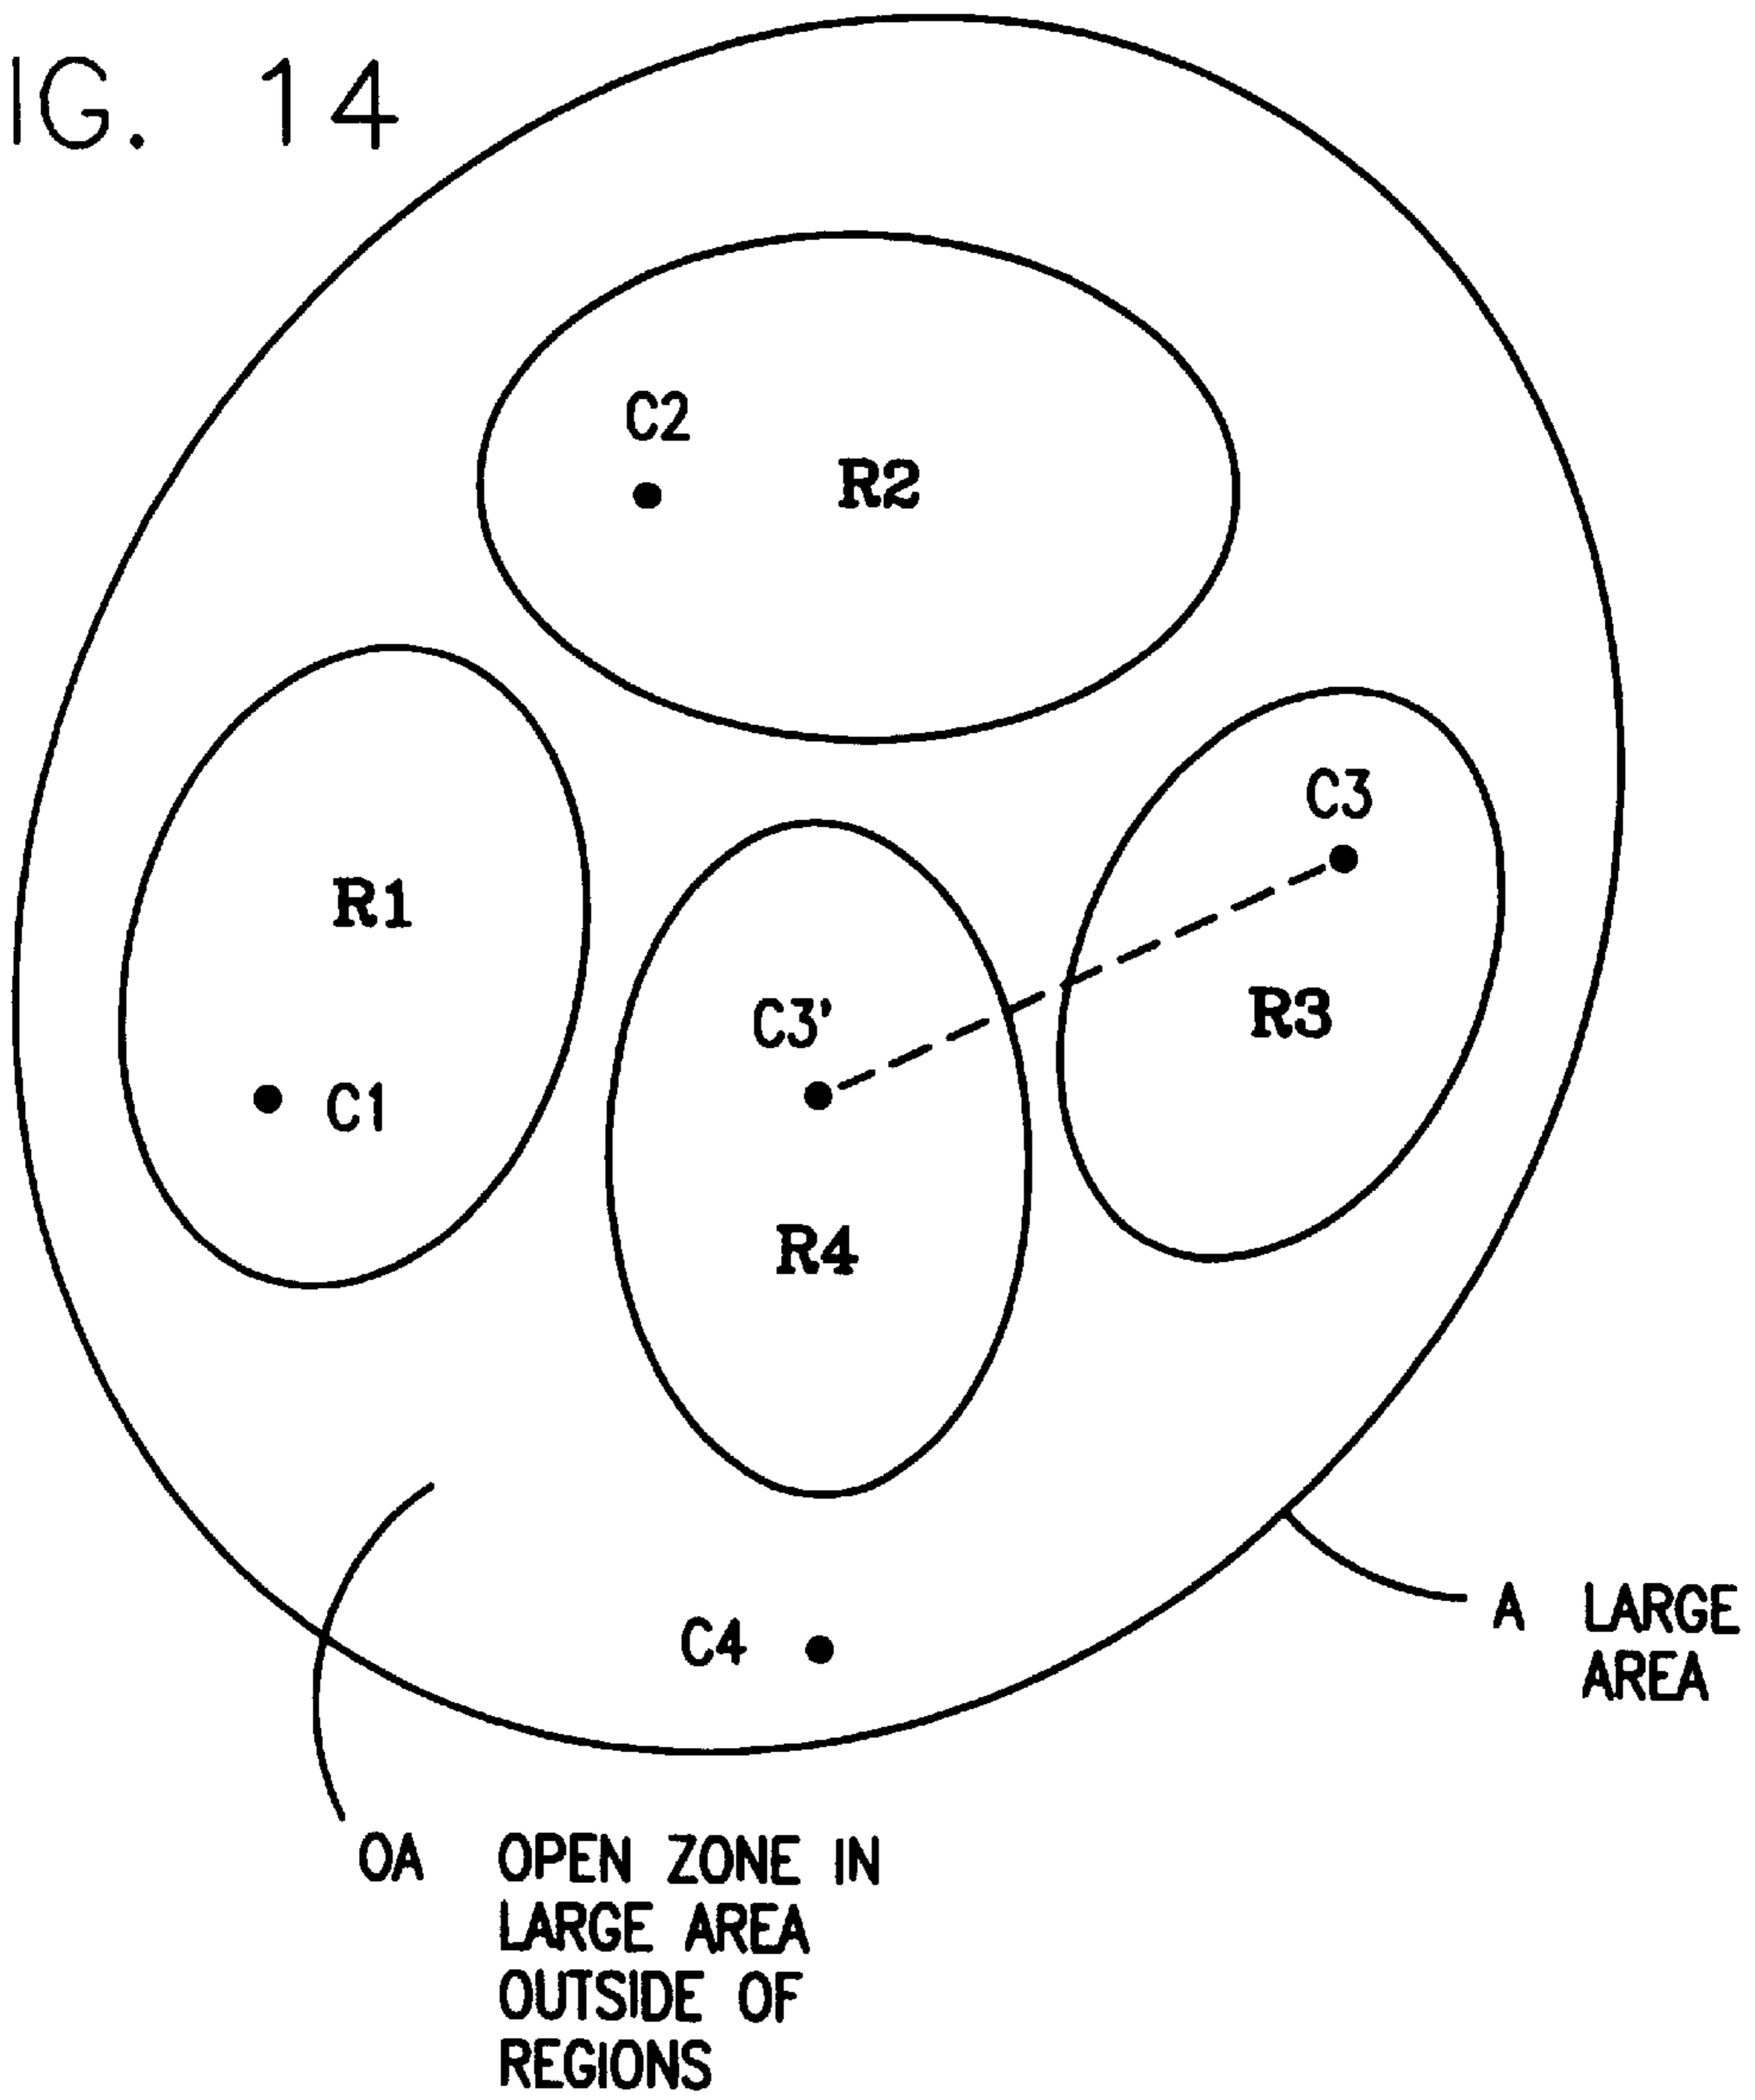 IG. 14
C2
R2
C3
R1
C3'
R3
C1
R4
C4
A LARGE
AREA
OA OPEN ZONE IN
LARGE AREA
OUTSIDE OF
REGIONS